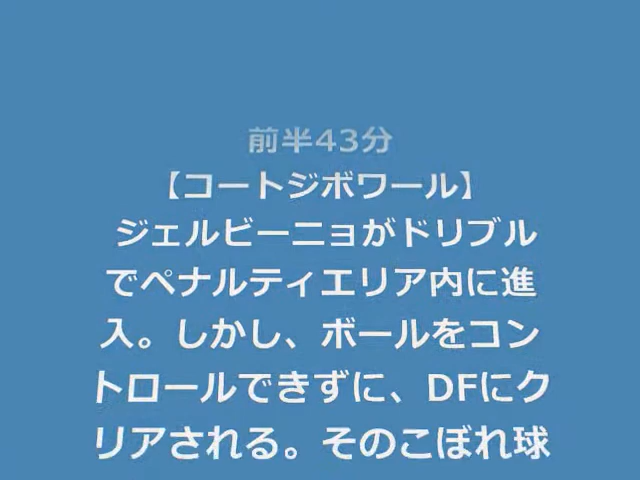 前半43分
【コートジボワール】
ジェルビーニョがドリブル
でペナルティエリア内に進
入。しかし、ボールをコン
トロールできずに、DFにク
リアされる。そのこぼれ球